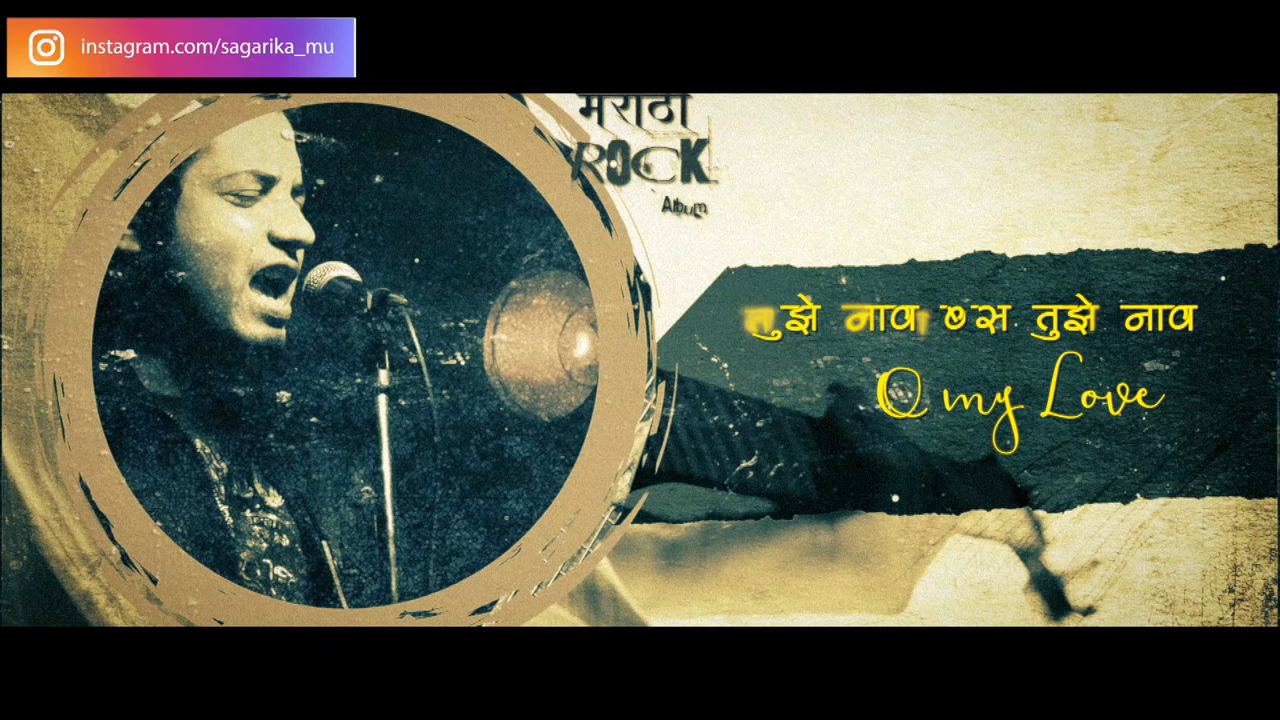 instagram.com/sagarika_mu
मराठी
ROCK
Album
तुझे नाव बस तुझे नाव
O my Love